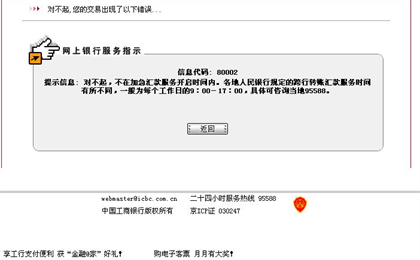 对不起,您的交易出现了以下错误...
网上银行服务指示
信息代码: 80002
提示信息: 对不起, 不在加急汇款服务开启时间内。各地人民银行规定的跨行转账汇款服务时间
有所不同,一般为每个工作日的9：00-17：00,具体可咨询当地95588。
返回
webmaster@icbc.com.cn 二十四小时服务热线 95588
中国工商银行版权所有 京ICP证 030247
享工行支付便利 获“金融@家”好礼! 购电子客票 月月有大奖!